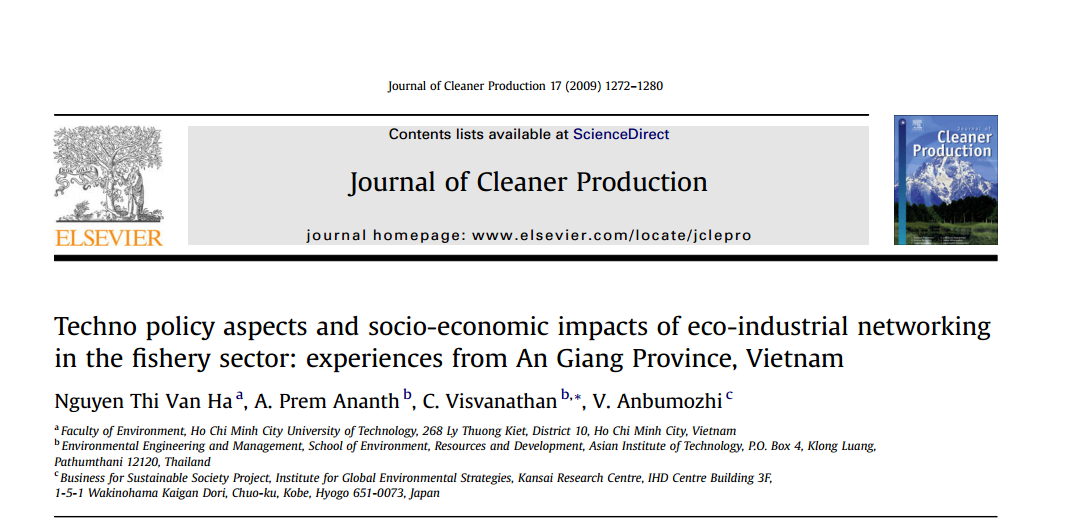 Journal of Cleaner Production 17 (2009) 1272–1280
Contents lists available at ScienceDirect
Journal of Cleaner Production
journal homepage: www.elsevier.com/locate/jclepro
ELSEVIER
Journal of
Cleaner
Production
Techno policy aspects and socio-economic impacts of eco-industrial networking
in the fishery sector: experiences from An Giang Province, Vietnam
Nguyen Thi Van Ha a, A. Prem Ananth b, C. Visvanathan b,*, V. Anbumozhi c
a Faculty of Environment, Ho Chi Minh City University of Technology, 268 Ly Thuong Kiet, District 10, Ho Chi Minh City, Vietnam
b Environmental Engineering and Management, School of Environment, Resources and Development, Asian Institute of Technology, P.O. Box 4, Klong Luang,
Pathumthani 12120, Thailand
c Business for Sustainable Society Project, Institute for Global Environmental Strategies, Kansai Research Centre, IHD Centre Building 3F,
1-5-1 Wakinohama Kaigan Dori, Chuo-ku, Kobe, Hyogo 651-0073, Japan